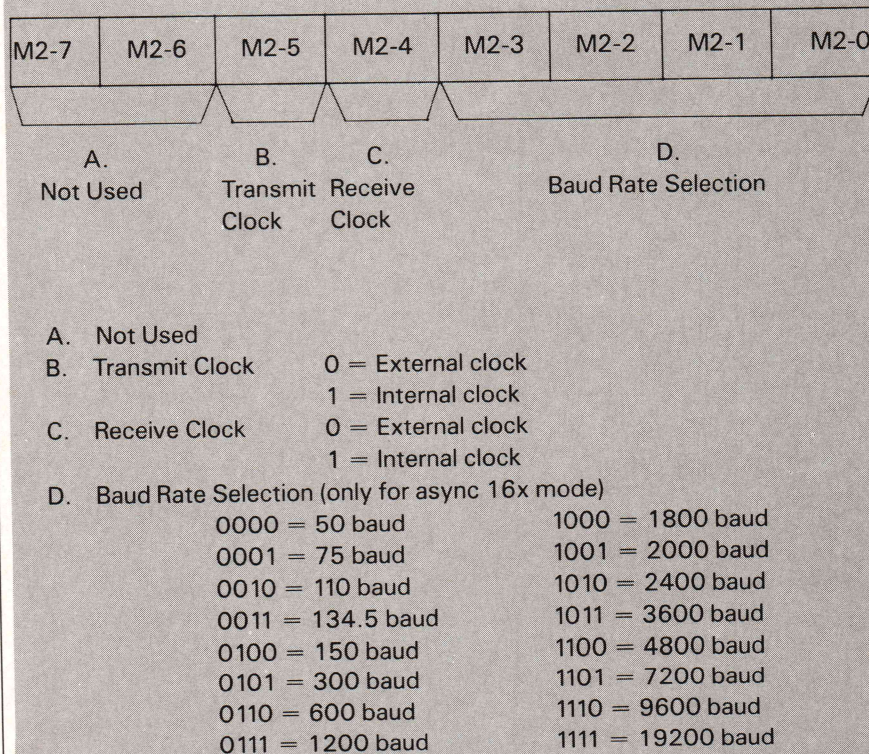 M2-7 M2-6 M2-5 M2-4 M2-3 M2-2 M2-1 M2-0
A. B. C. D.
Not Used Transmit Receive Baud Rate Selection
Clock Clock
A. Not Used
B. Transmit Clock 0 = External clock
1 = Internal clock
C. Receive Clock 0 = External clock
1 = Internal clock
D. Baud Rate Selection (only for async 16x mode)
0000 = 50 baud 1000 = 1800 baud
0001 = 75 baud 1001 = 2000 baud
0010 = 110 baud 1010 = 2400 baud
0011 = 134.5 baud 1011 = 3600 baud
0100 = 150 baud 1100 = 4800 baud
0101 = 300 baud 1101 = 7200 baud
0110 = 600 baud 1110 = 9600 baud
0111 = 1200 baud 1111 = 19200 baud